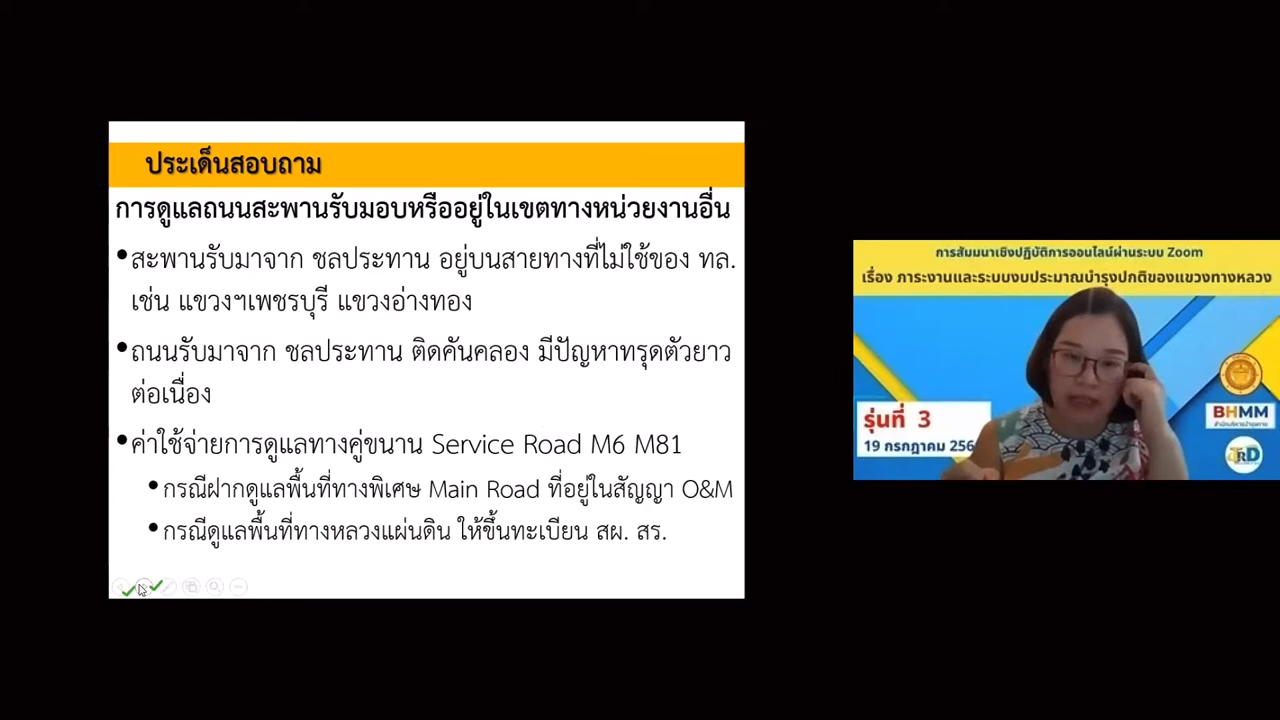 ประเด็นสอบถาม
การดูแลถนนสะพานรับมอบหรืออยู่ในเขตทางหน่วยงานอื่น
•สะพานรับมาจาก ชลประทาน อยู่บนสายทางที่ไม่ใช้ของ ทล.
เช่น แขวงฯเพชรบุรี แขวงอ่างทอง
•ถนนรับมาจาก ชลประทาน ติดคันคลอง มีปัญหาทรุดตัวยาว
ต่อเนื่อง
•ค่าใช้จ่ายการดูแลทางคู่ขนาน Service Road M6 M81
•กรณีฝากดูแลพื้นที่ทางพิเศษ Main Road ที่อยู่ในสัญญา O&M
•กรณีดูแลพื้นที่ทางหลวงแผ่นดิน ให้ขึ้นทะเบียน สผ. สร.
การสัมมนาเชิงปฏิบัติการออนไลน์ผ่านระบบ Zoom
เรื่อง ภาระงานและระบบงบประมาณบำรุงปกติของแขวงทางหลวง
รุ่นที่ 3
19 กรกฎาคม 256
BHMM
สำนักบริหารบำรุงทาง